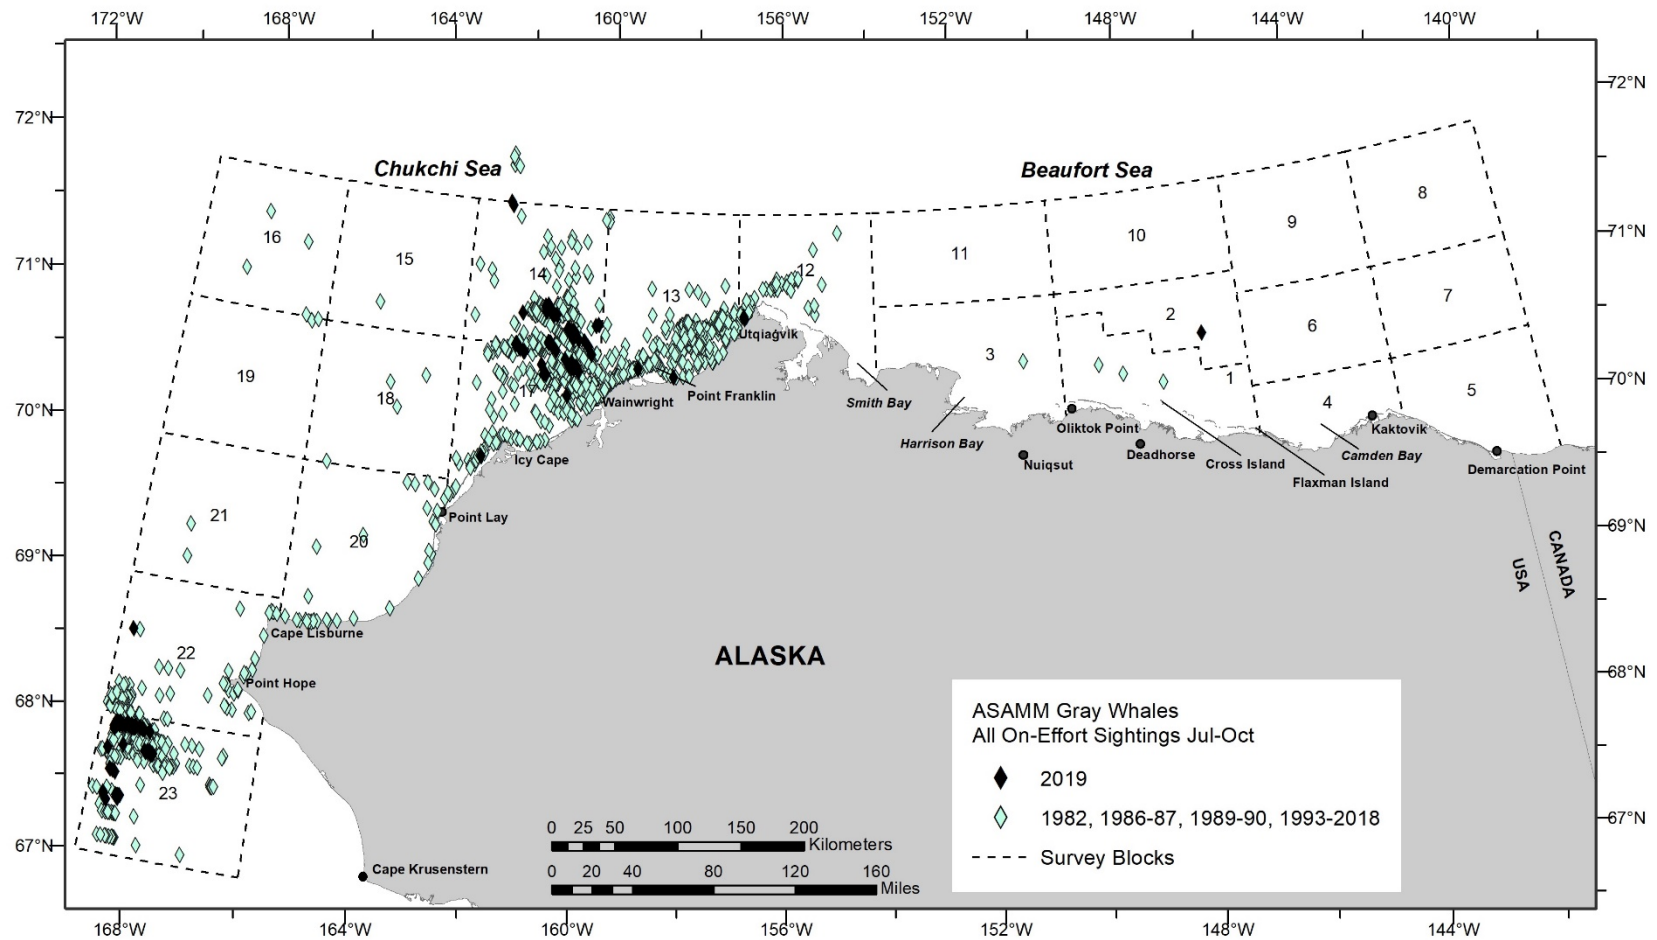 172°W 168°W 164°W 160°W 156°W 152°W 148°W 144°W 140°W
72°N 72°N
Chukchi Sea Beaufort Sea
8
9
16 10
71°N 15 11 71°N
14 12
13 7
2
6
Utqiaġvik
3
70°N 19 1 70°N
18 17 5
Point Franklin
Wainwright Smith Bay 4
Oliktok Point Kaktovik
Harrison Bay
Icy Cape Deadhorse Camden Bay
Nuiqsut Cross Island Demarcation Point
Flaxman Island
21 Point Lay
69°N 20 69°N
USA CANADA
Cape Lisburne
22 ALASKA
68°N Point Hope 68°N
ASAMM Gray Whales
All On-Effort Sightings Jul-Oct
2019
23
1982, 1986-87, 1989-90, 1993-2018
67°N 67°N
0 25 50 100 150 200
Kilometers
Survey Blocks
0 20 40 80 120 160
Miles
Cape Krusenstern
168°W 164°W 160°W 156°W 152°W 148°W 144°W